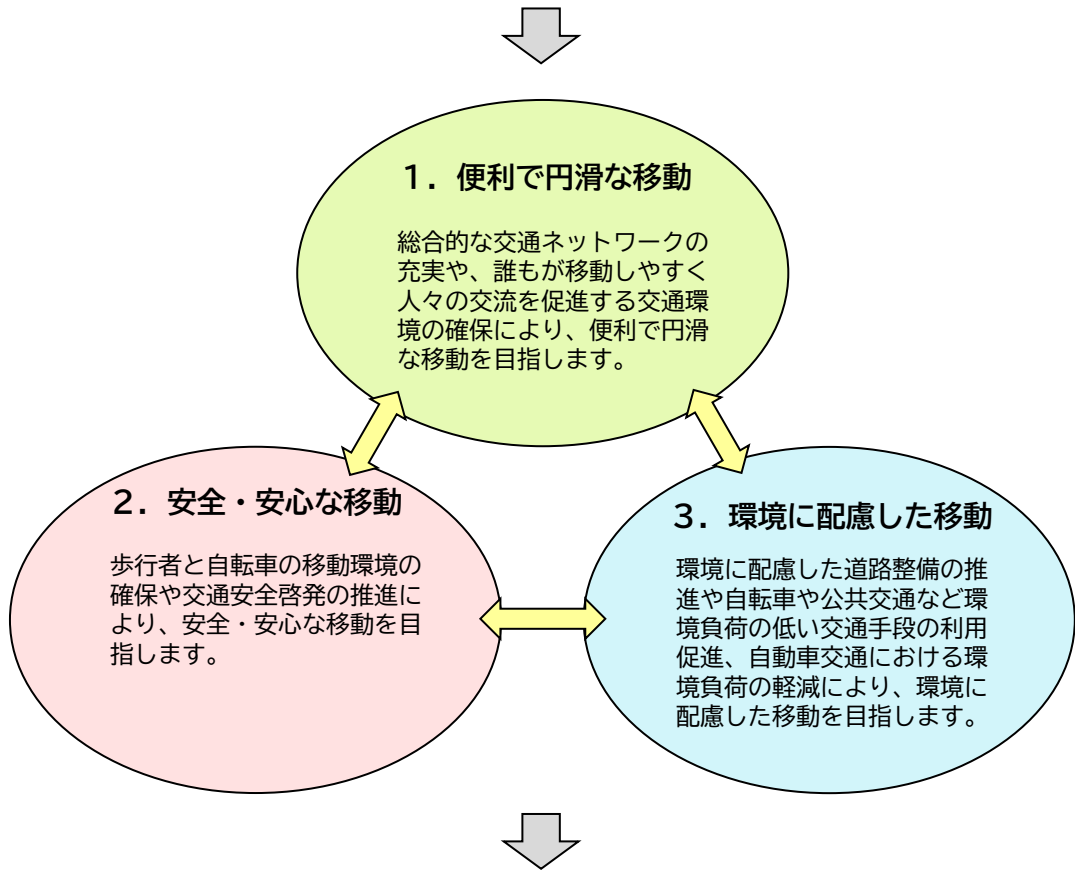 1．便利で円滑な移動
総合的な交通ネットワークの
充実や、誰もが移動しやすく
人々の交流を促進する交通環
境の確保により、便利で円滑
な移動を目指します。
2．安全・安心な移動
歩行者と自転車の移動環境の
確保や交通安全啓発の推進に
より、安全・安心な移動を目
指します。
3．環境に配慮した移動
環境に配慮した道路整備の推
進や自転車や公共交通など環
境負荷の低い交通手段の利用
促進、自動車交通における環
境負荷の軽減により、環境に
配慮した移動を目指します。